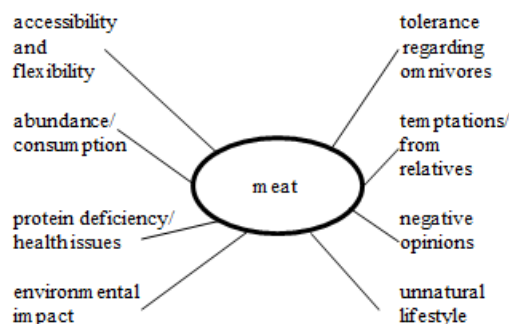 accessibility
and
flexibility
abundance/
consumption
protein deficiency/
health issues
environmental
impact
meat
tolerance
regarding
omnivores
temptations/
from
relatives
negative
opinions
unnatural
lifestyle